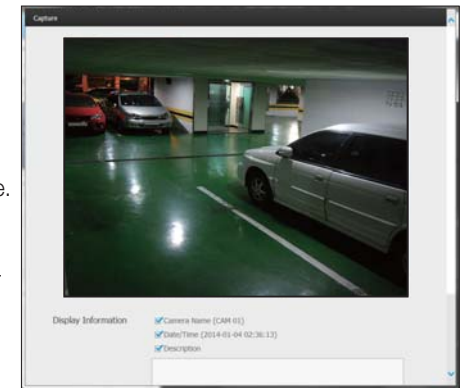 Capture
e.
Display Information
Camera Name (CAM 01)
Date/Time (2014-01-04 02:36:13)
Description